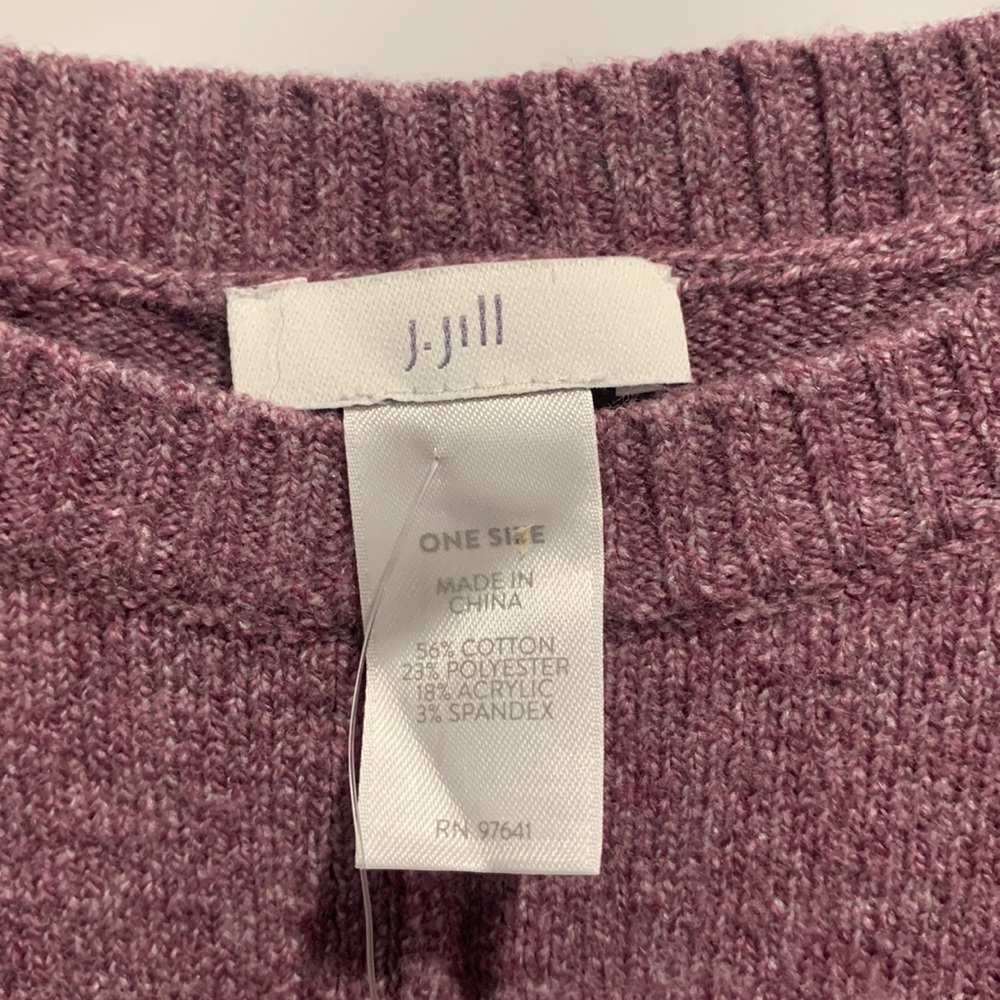 J.Jill
ONE SIZE
MADE IN
CHINA
56% COTTON
23% POLYESTER
18% ACRYLIC
3% SPANDEX
RN 97641